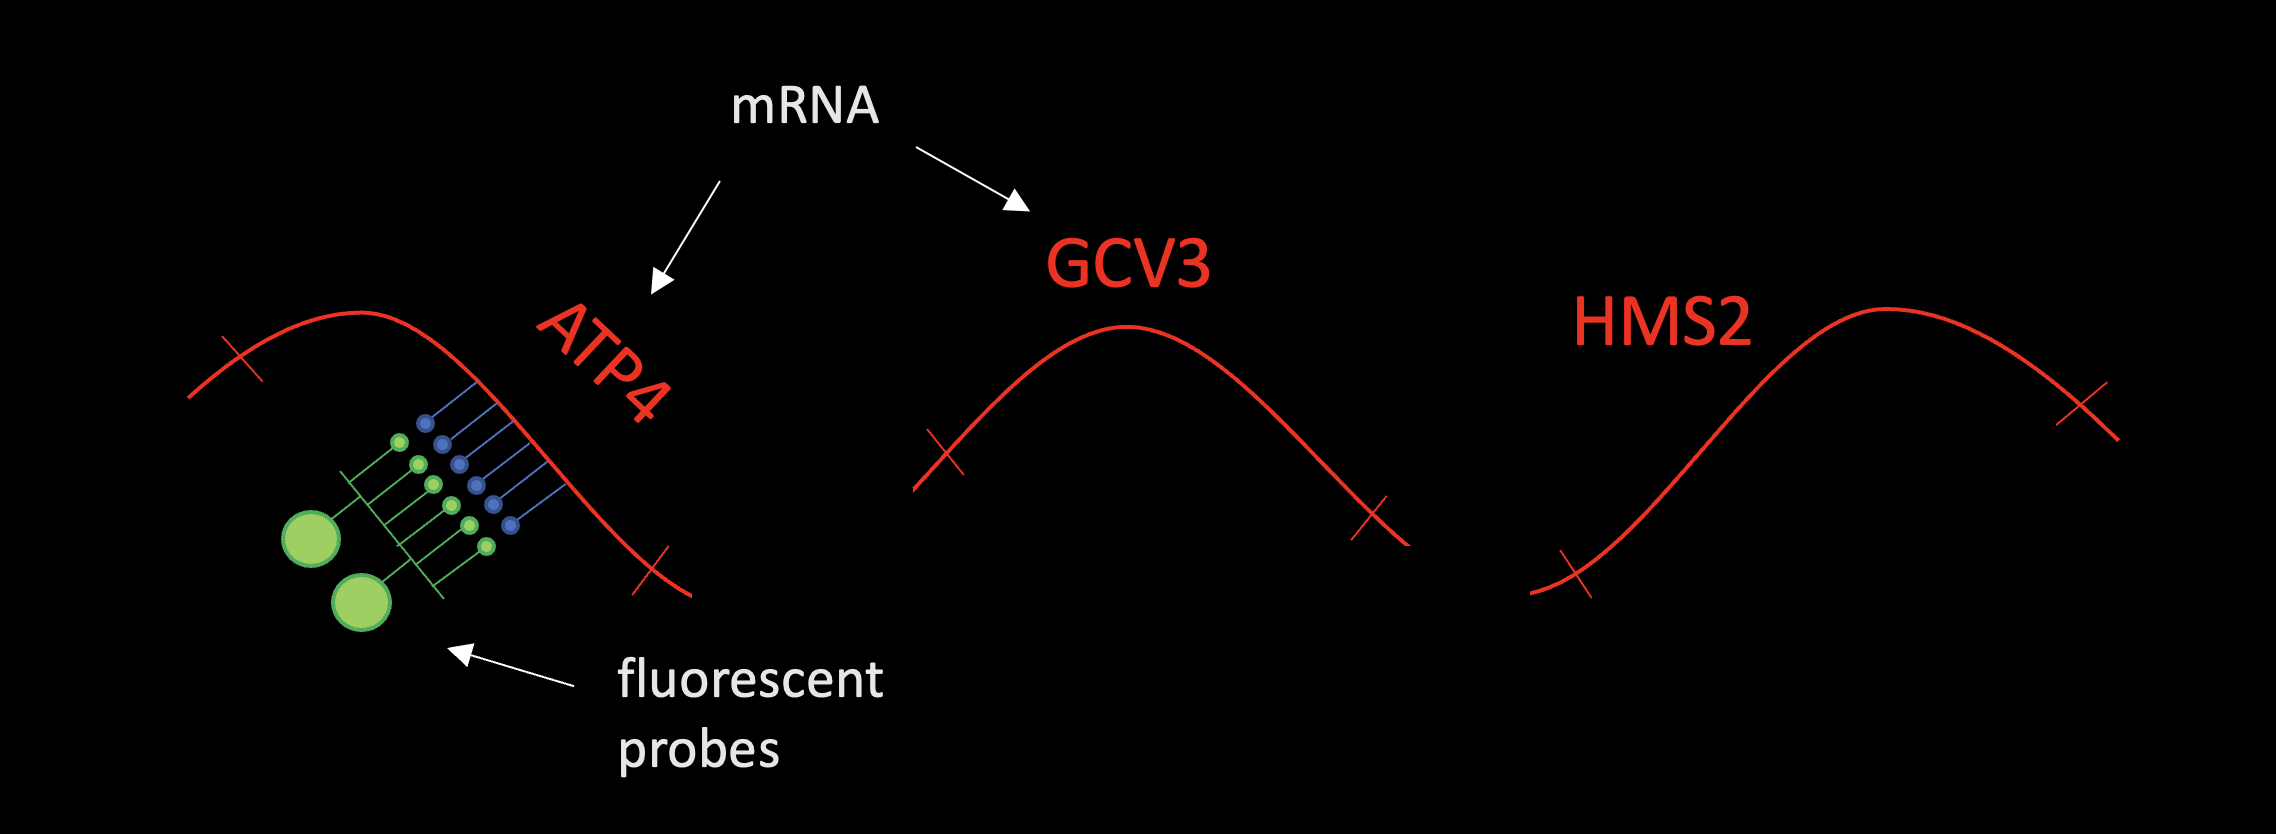 mRNA
GCV3
ATP4
HMS2
fluorescent
probes